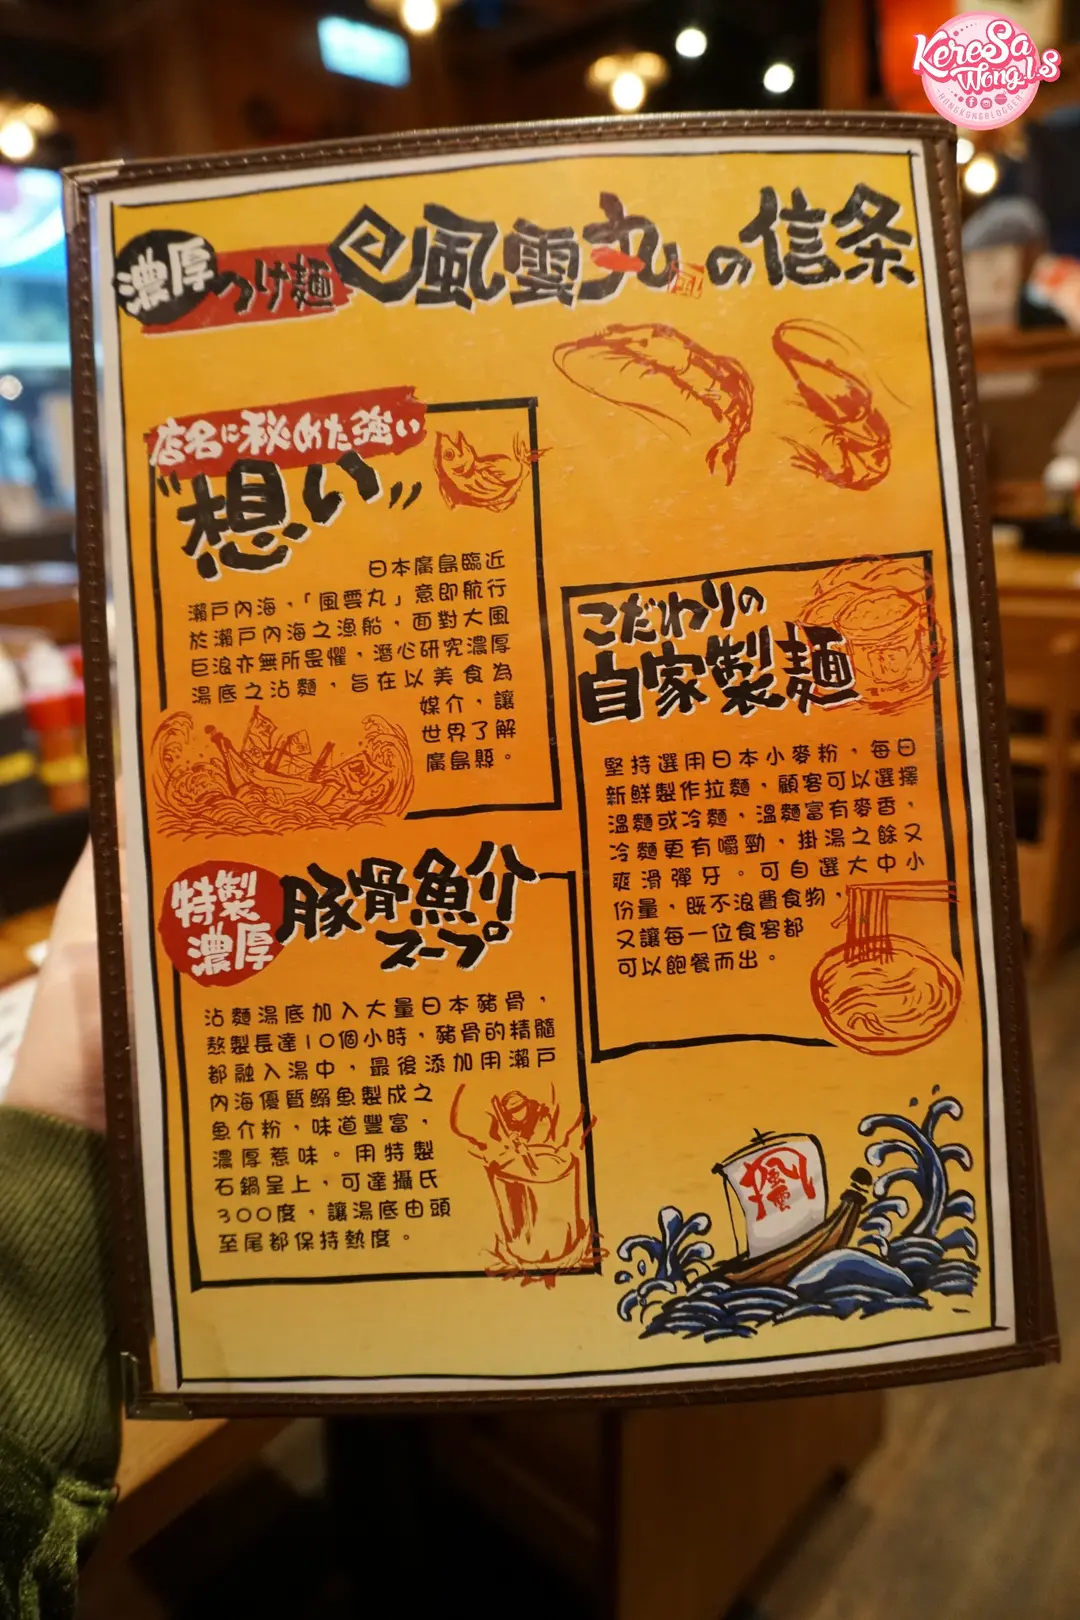 KereSa
Wong.I.S
HONGKONGBLOGGER
濃厚つけ麺 風雲丸の信条
店名に秘めた強い
"想い"
日本廣島臨近
瀨戶內海，「風雲丸」意即航行
於瀨戶內海之漁船，面對大風
巨浪亦無所畏懼，潛心研究濃厚
湯底之沾麵，旨在以美食為
媒介，讓
世界了解
廣島縣。
こだわりの
自家製麺
堅持選用日本小麥粉，每日
新鮮製作拉麵，顧客可以選擇
溫麵或冷麵，溫麵富有麥香，
冷麵更有嚼勁，掛湯之餘又
爽滑彈牙。可自選大中小
份量，既不浪費食物，
又讓每一位食客都
可以飽餐而出。
特製
濃厚
豚骨魚介
スープ
沾麵湯底加入大量日本豬骨，
熬製長達10個小時，豬骨的精髓
都融入湯中，最後添加用瀨戶
內海優質鰯魚製成之
魚介粉，味道豐富，
濃厚惹味。用特製
石鍋呈上，可達攝氏
300度，讓湯底由頭
至尾都保持熱度。
風雲